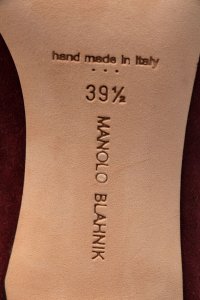 hand made in Italy
• • •
39½
MANOLO BLAHNIK